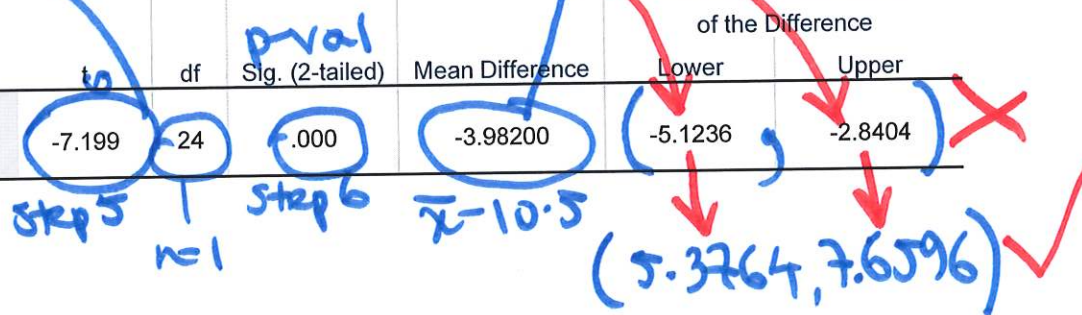 of the Difference
p-val
t df Sig. (2-tailed) Mean Difference Lower Upper
-7.199 24 .000 -3.98200 (-5.1236 , -2.8404)
step 5 step 6 x̄-10.5
n-1
(5.3764, 7.6596)